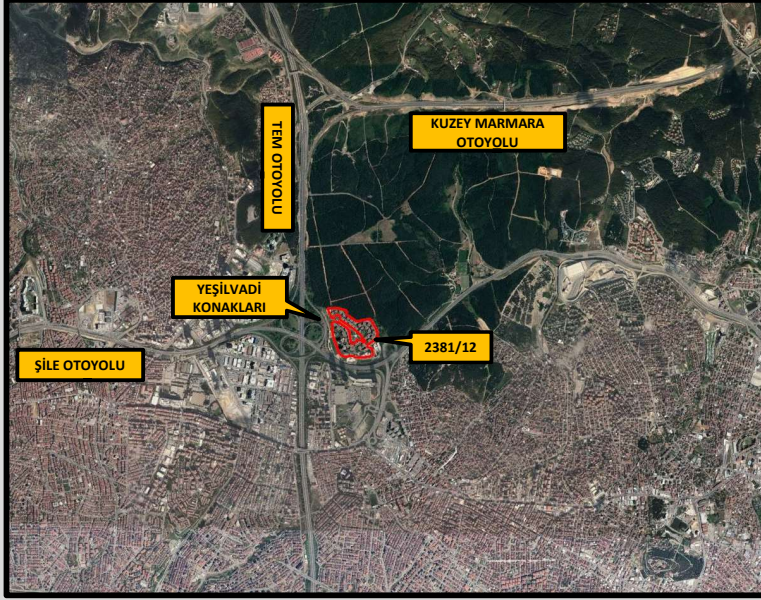 KUZEY MARMARA
OTOYOLU
TEM OTOYOLU
YEŞİLVADİ
KONAKLARI
2381/12
ŞİLE OTOYOLU